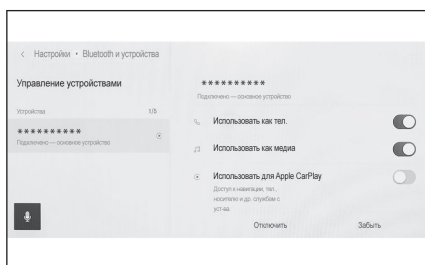 < Настройки • Bluetooth и устройства
Управление устройствами
Устройства 1/5
**********
Подключено — основное устройство
**********
Подключено — основное устройство
Использовать как тел.
Использовать как медиа
Использовать для Apple CarPlay
Доступ к навигации, тел.,
носителю и др. службам с
уст-ва
Отключить Забыть